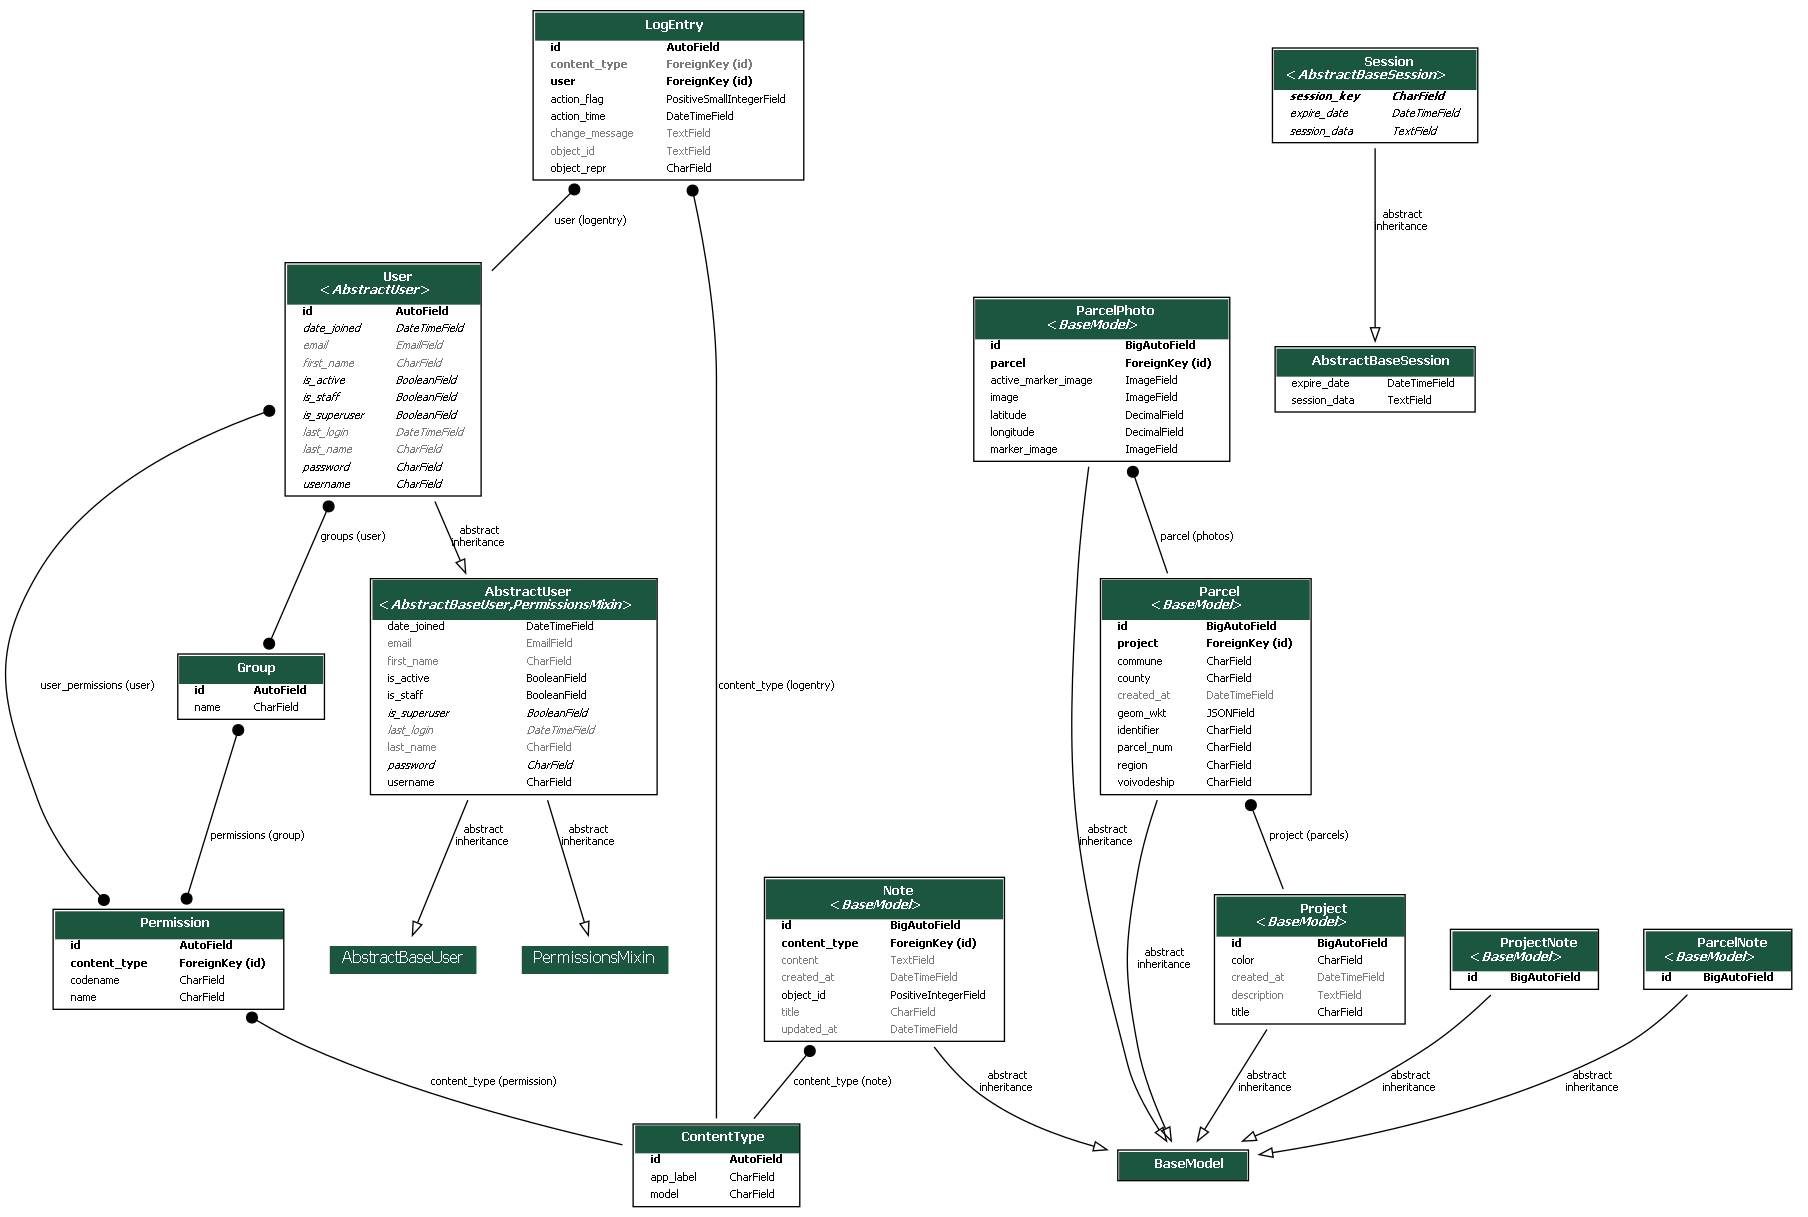 LogEntry
id AutoField
content_type ForeignKey (id)
user ForeignKey (id)
action_flag PositiveSmallIntegerField
action_time DateTimeField
change_message TextField
object_id TextField
object_repr CharField
Session
<AbstractBaseSession>
session_key CharField
expire_date DateTimeField
session_data TextField
user (logentry)
abstract
inheritance
User
<AbstractUser>
id AutoField
date_joined DateTimeField
email EmailField
first_name CharField
is_active BooleanField
is_staff BooleanField
is_superuser BooleanField
last_login DateTimeField
last_name CharField
password CharField
username CharField
ParcelPhoto
<BaseModel>
id BigAutoField
parcel ForeignKey (id)
active_marker_image ImageField
image ImageField
latitude DecimalField
longitude DecimalField
marker_image ImageField
AbstractBaseSession
expire_date DateTimeField
session_data TextField
groups (user)
abstract
inheritance
parcel (photos)
AbstractUser
<AbstractBaseUser,PermissionsMixin>
date_joined DateTimeField
email EmailField
first_name CharField
is_active BooleanField
is_staff BooleanField
is_superuser BooleanField
last_login DateTimeField
last_name CharField
password CharField
username CharField
Parcel
<BaseModel>
id BigAutoField
project ForeignKey (id)
commune CharField
county CharField
created_at DateTimeField
geom_wkt JSONField
identifier CharField
parcel_num CharField
region CharField
voivodeship CharField
Group
id AutoField
name CharField
user_permissions (user)
content_type (logentry)
permissions (group)
abstract
inheritance
abstract
inheritance
abstract
inheritance
project (parcels)
Permission
id AutoField
content_type ForeignKey (id)
codename CharField
name CharField
AbstractBaseUser
PermissionsMixin
Note
<BaseModel>
id BigAutoField
content_type ForeignKey (id)
content TextField
created_at DateTimeField
object_id PositiveIntegerField
title CharField
updated_at DateTimeField
abstract
inheritance
Project
<BaseModel>
id BigAutoField
color CharField
created_at DateTimeField
description TextField
title CharField
ProjectNote
<BaseModel>
id BigAutoField
ParcelNote
<BaseModel>
id BigAutoField
content_type (permission)
content_type (note)
abstract
inheritance
abstract
inheritance
abstract
inheritance
abstract
inheritance
ContentType
id AutoField
app_label CharField
model CharField
BaseModel